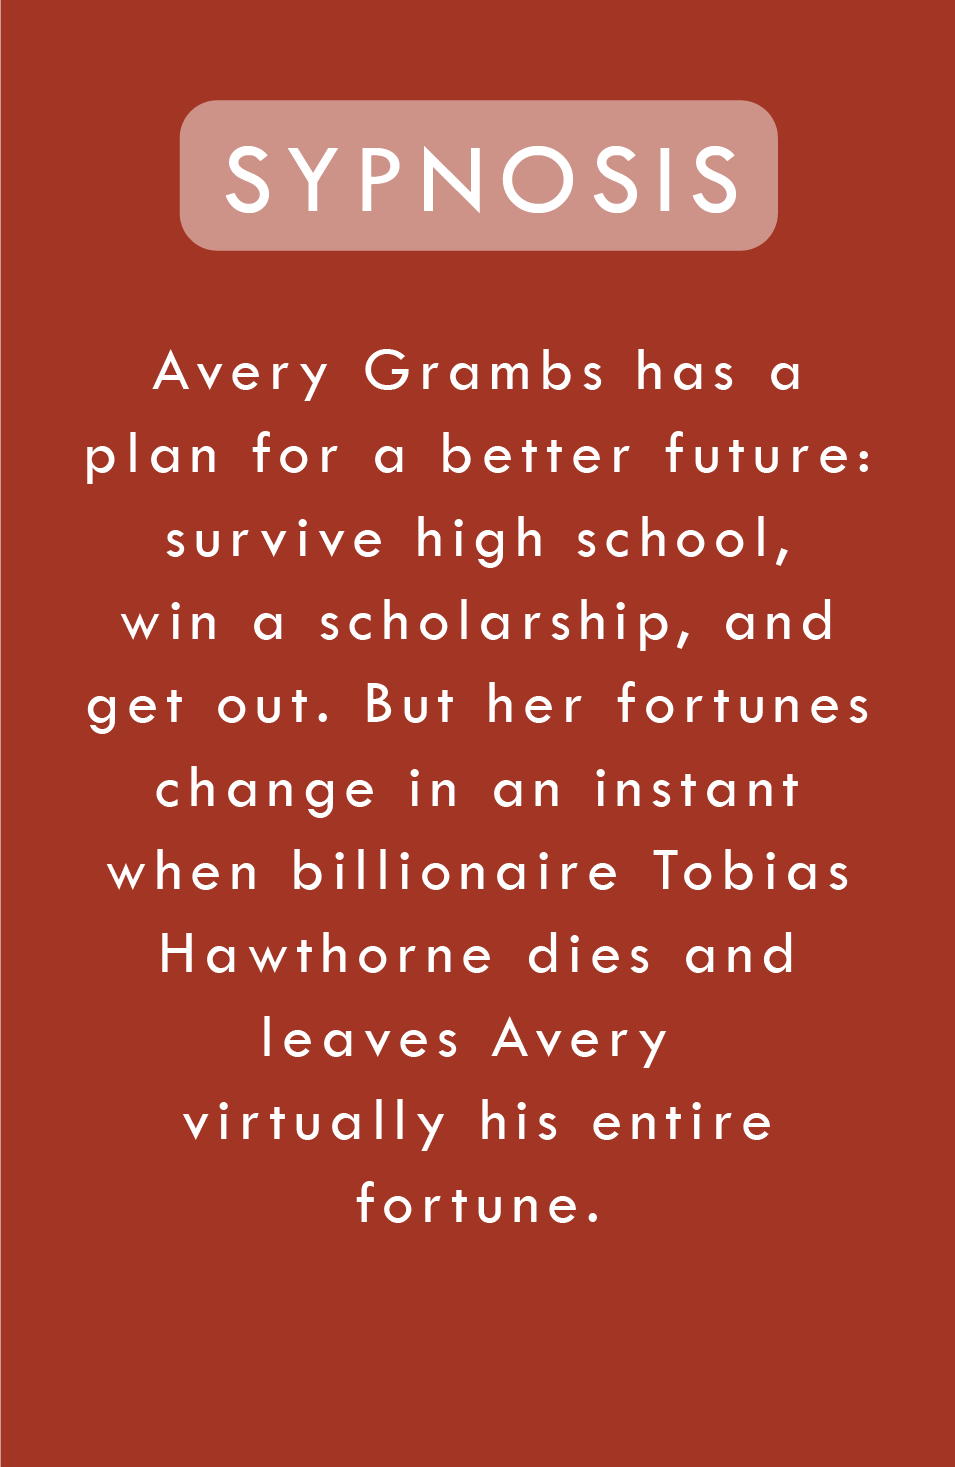 SYPNOSIS
Avery Grambs has a
plan for a better future:
survive high school,
win a scholarship, and
get out. But her fortunes
change in an instant
when billionaire Tobias
Hawthorne dies and
leaves Avery
virtually his entire
fortune.